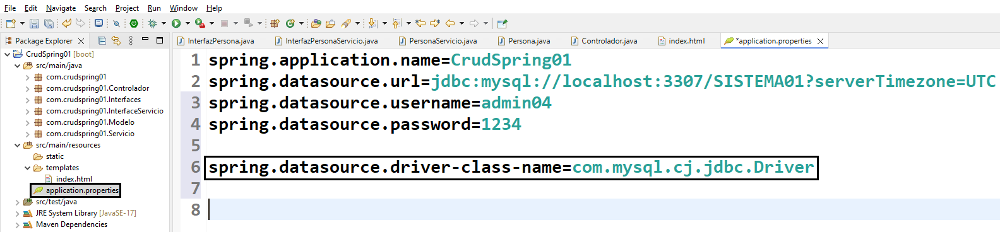 File Edit Navigate Search Project Run Window Help
Package Explorer
InterfazPersona.java InterfazPersonaServicio.java PersonaServicio.java Persona.java Controlador.java index.html *application.properties
CrudSpring01 [boot]
src/main/java
com.crudspring01
com.crudspring01.Controlador
com.crudspring01.Interfaces
com.crudspring01.InterfaceServicio
com.crudspring01.Modelo
com.crudspring01.Servicio
src/main/resources
static
templates
index.html
application.properties
src/test/java
JRE System Library [JavaSE-17]
Maven Dependencies
1 spring.application.name=CrudSpring01
2 spring.datasource.url=jdbc:mysql://localhost:3307/SISTEMA01?serverTimezone=UTC
3 spring.datasource.username=admin04
4 spring.datasource.password=1234
5
6 spring.datasource.driver-class-name=com.mysql.cj.jdbc.Driver
7
8